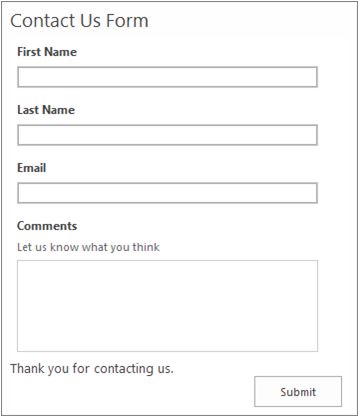 Contact Us Form
First Name
Last Name
Email
Comments
Let us know what you think
Thank you for contacting us.
Submit